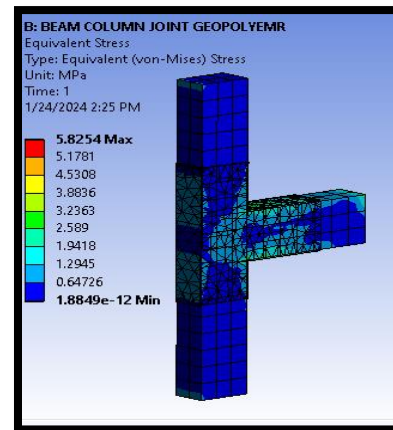 B: BEAM COLUMN JOINT GEOPOLYEMR
Equivalent Stress
Type: Equivalent (von-Mises) Stress
Unit: MPa
Time: 1
1/24/2024 2:25 PM
5.8254 Max
5.1781
4.5308
3.8836
3.2363
2.589
1.9418
1.2945
0.64726
1.8849e-12 Min